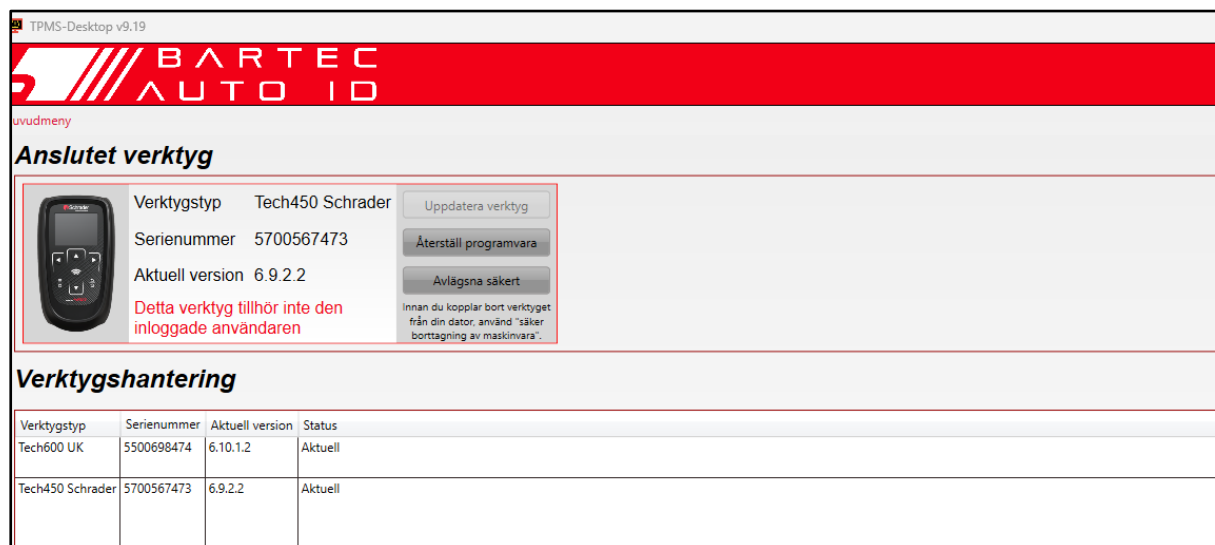 TPMS-Desktop v9.19
BARTEC
AUTO ID
uvudmeny
Anslutet verktyg
Verktygstyp Tech450 Schrader
Uppdatera verktyg
Serienummer 5700567473
Återställ programvara
Aktuell version 6.9.2.2
Avlägsna säkert
Detta verktyg tillhör inte den
inloggade användaren
Innan du kopplar bort verktyget
från din dator, använd "säker
borttagning av maskinvara".
Verktygshantering
Verktygstyp Serienummer Aktuell version Status
Tech600 UK 5500698474 6.10.1.2 Aktuell
Tech450 Schrader 5700567473 6.9.2.2 Aktuell